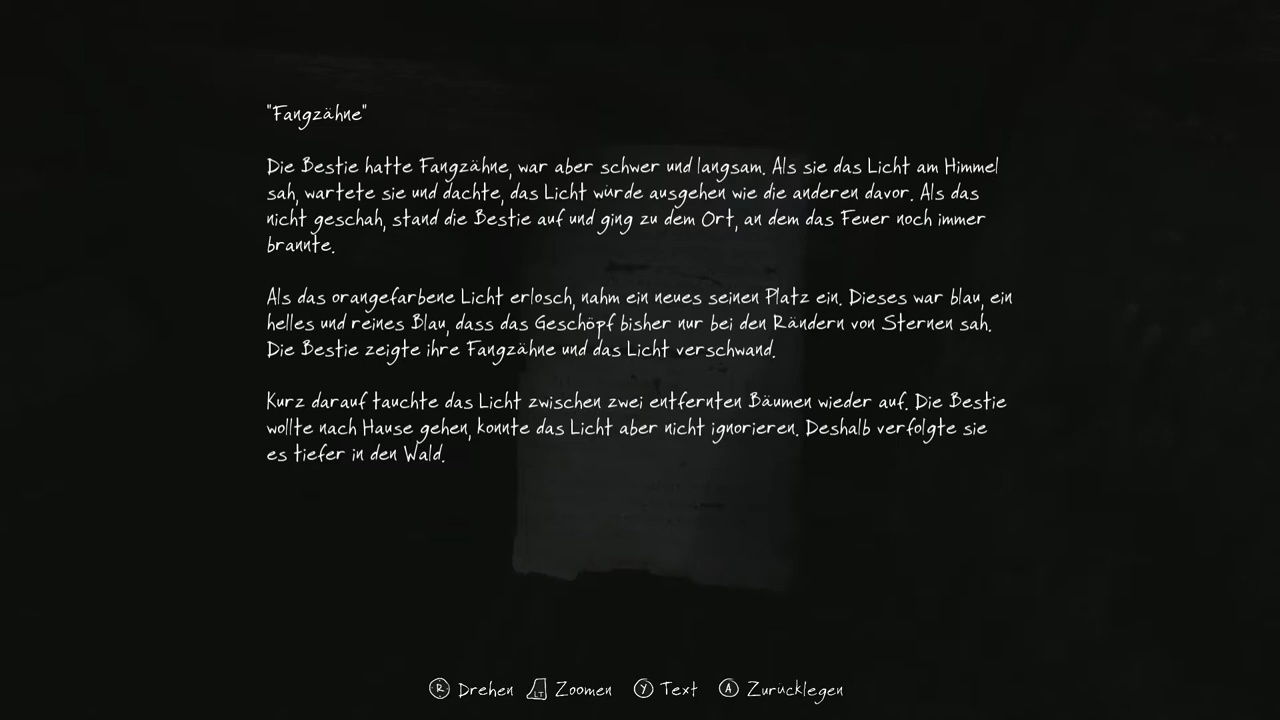 "Fangzähne"
Die Bestie hatte Fangzähne, war aber schwer und langsam. Als sie das Licht am Himmel
sah, wartete sie und dachte, das Licht würde ausgehen wie die anderen davor. Als das
nicht geschah, stand die Bestie auf und ging zu dem Ort, an dem das Feuer noch immer
brannte.
Als das orangefarbene Licht erlosch, nahm ein neues seinen Platz ein. Dieses war blau, ein
helles und reines Blau, dass das Geschöpf bisher nur bei den Rändern von Sternen sah.
Die Bestie zeigte ihre Fangzähne und das Licht verschwand.
Kurz darauf tauchte das Licht zwischen zwei entfernten Bäumen wieder auf. Die Bestie
wollte nach Hause gehen, konnte das Licht aber nicht ignorieren. Deshalb verfolgte sie
es tiefer in den Wald.
R Drehen LT Zoomen Y Text A Zurücklegen